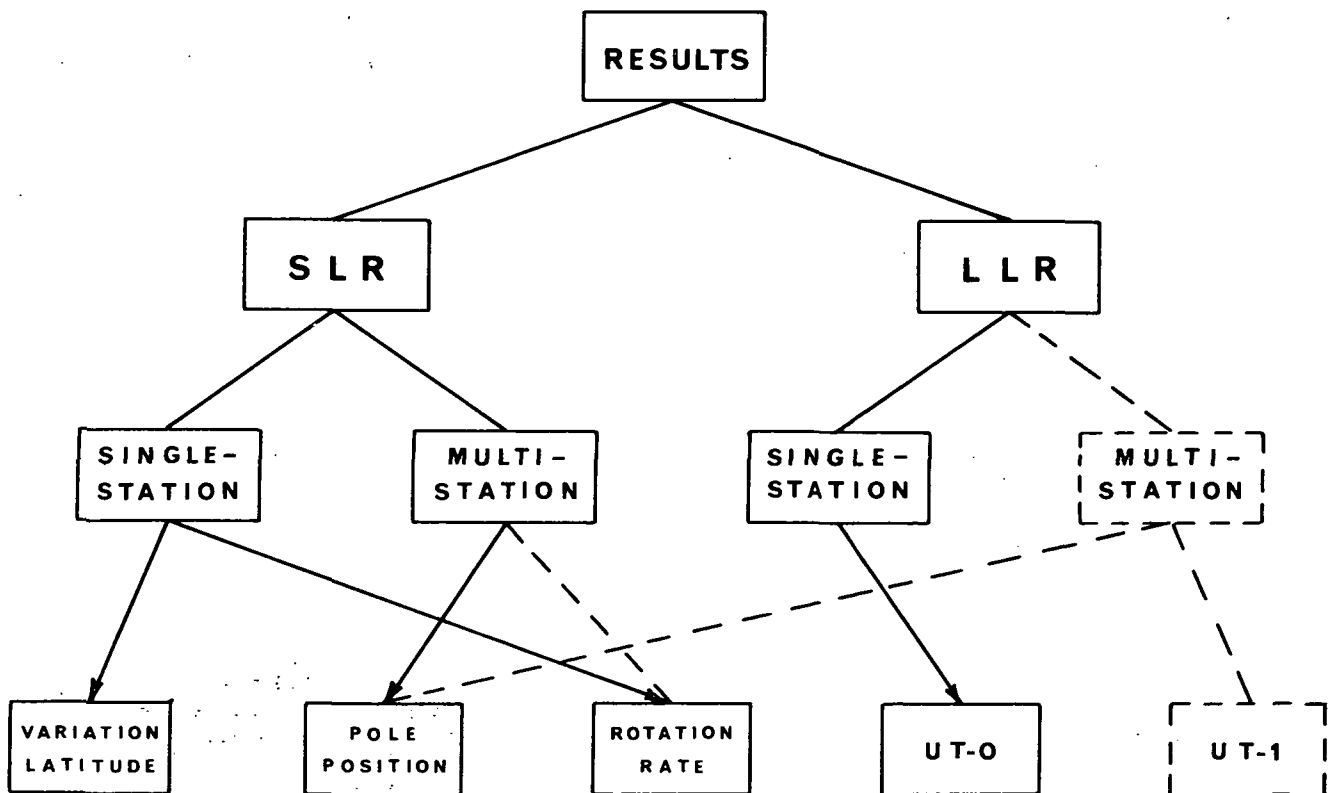 RESULTS
SLR
LLR
SINGLE-
STATION
MULTI-
STATION
SINGLE-
STATION
MULTI-
STATION
VARIATION
LATITUDE
POLE
POSITION
ROTATION
RATE
UT-0
UT-1